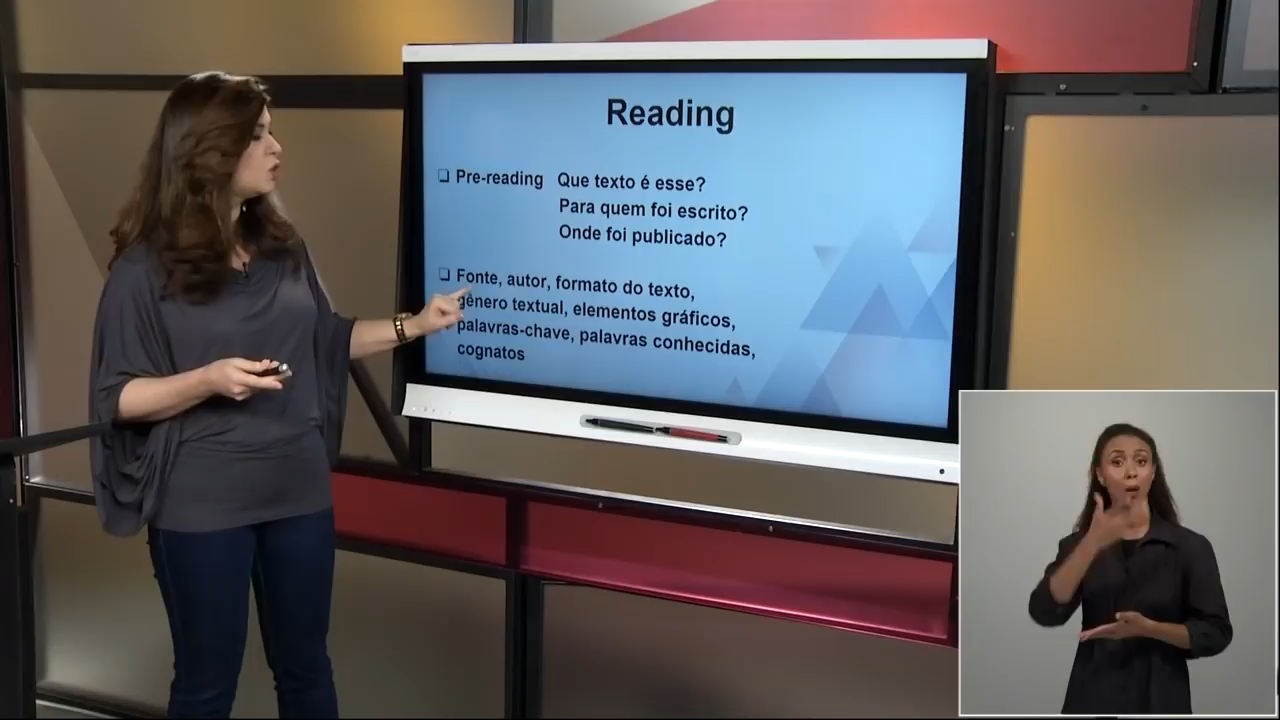 Reading
❑ Pre-reading Que texto é esse?
Para quem foi escrito?
Onde foi publicado?
❑ Fonte, autor, formato do texto,
gênero textual, elementos gráficos,
palavras-chave, palavras conhecidas,
cognatos